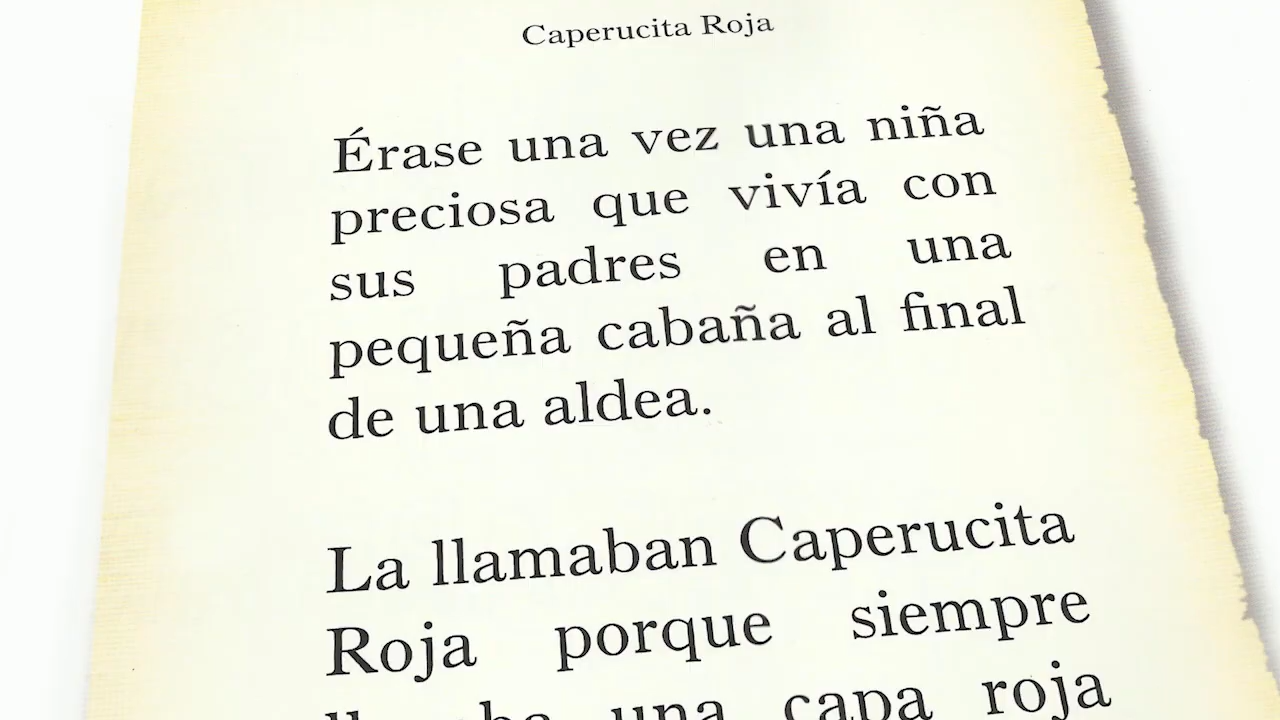 Caperucita Roja
Érase una vez una niña
preciosa que vivía con
sus padres en una
pequeña cabaña al final
de una aldea.
La llamaban Caperucita
Roja porque siempre
una capa roja